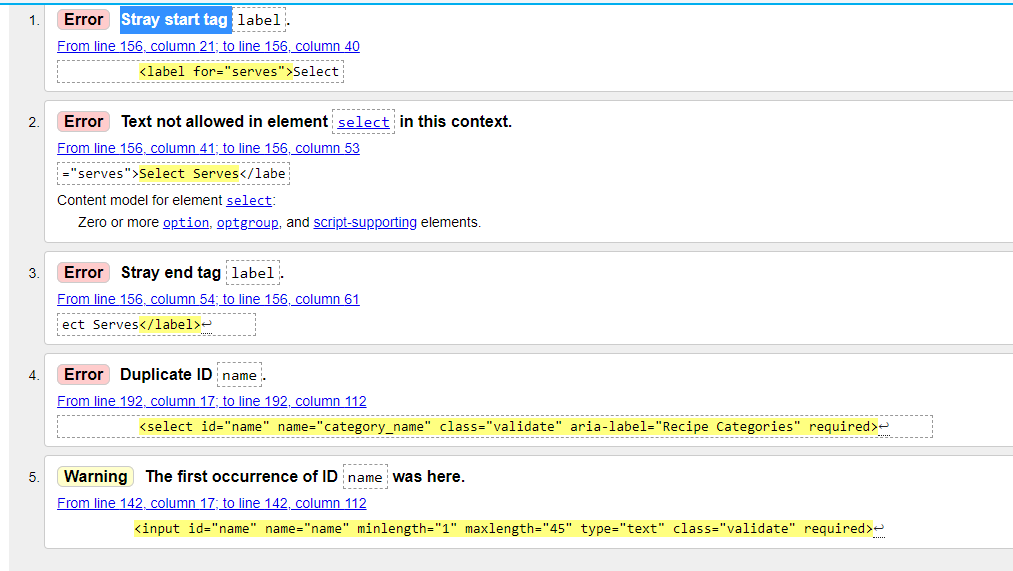 1. Error Stray start tag label.
From line 156, column 21; to line 156, column 40
<label for="serves">Select
2. Error Text not allowed in element select in this context.
From line 156, column 41; to line 156, column 53
="serves">Select Serves</labe
Content model for element select:
Zero or more option, optgroup, and script-supporting elements.
3. Error Stray end tag label.
From line 156, column 54; to line 156, column 61
ect Serves</label>↩
4. Error Duplicate ID name.
From line 192, column 17; to line 192, column 112
<select id="name" name="category_name" class="validate" aria-label="Recipe Categories" required>↩
5. Warning The first occurrence of ID name was here.
From line 142, column 17; to line 142, column 112
<input id="name" name="name" minlength="1" maxlength="45" type="text" class="validate" required>↩